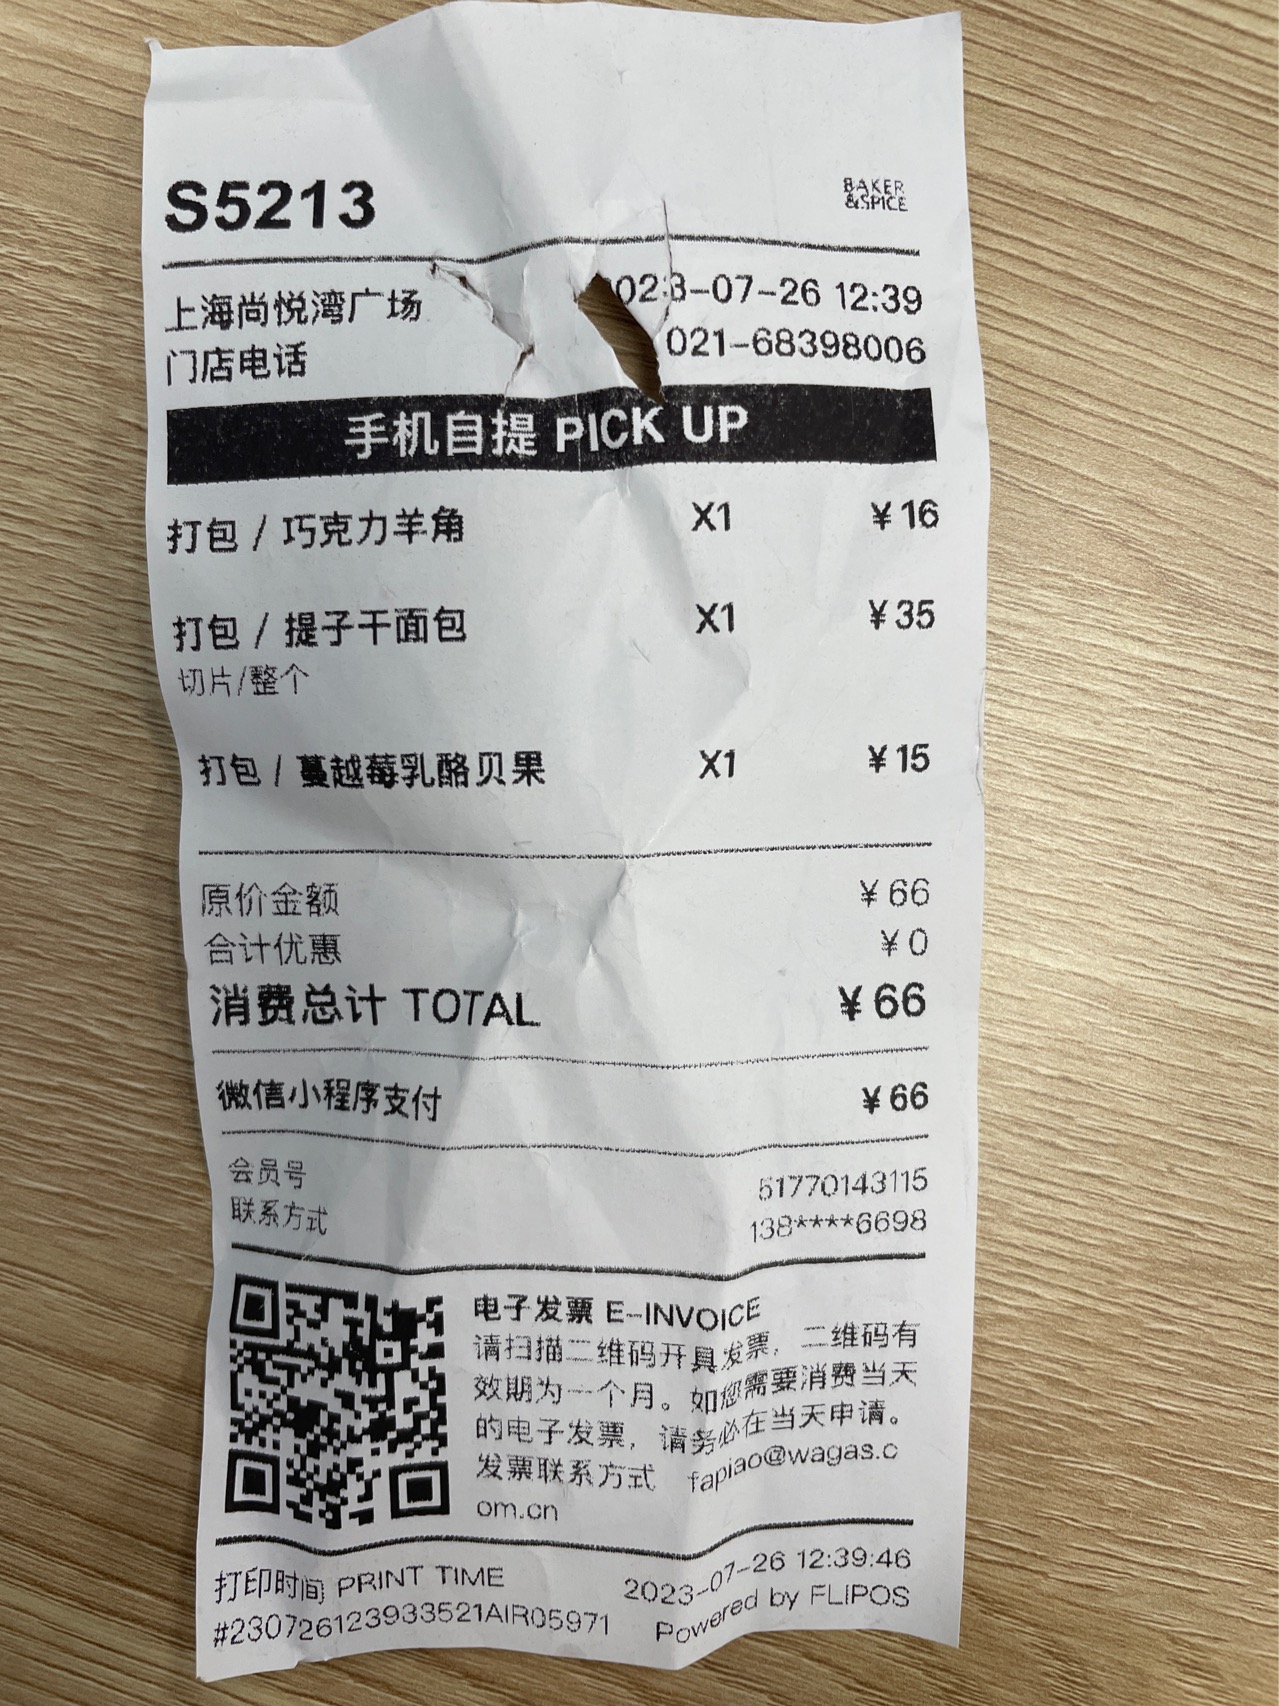 S5213
BAKER
&SPICE
上海尚悦湾广场 2023-07-26 12:39
门店电话 021-68398006
手机自提 PICK UP
打包 / 巧克力羊角 X1 ¥16
打包 / 提子干面包 X1 ¥35
切片/整个
打包 / 蔓越莓乳酪贝果 X1 ¥15
原价金额 ¥66
合计优惠 ¥0
消费总计 TOTAL ¥66
微信小程序支付 ¥66
会员号 51770143115
联系方式 138****6698
电子发票 E-INVOICE
请扫描二维码开具发票，二维码有
效期为一个月。如您需要消费当天
的电子发票，请务必在当天申请。
发票联系方式 fapiao@wagas.c
om.cn
打印时间 PRINT TIME 2023-07-26 12:39:46
#230726123933521AIR05971 Powered by FLIPOS